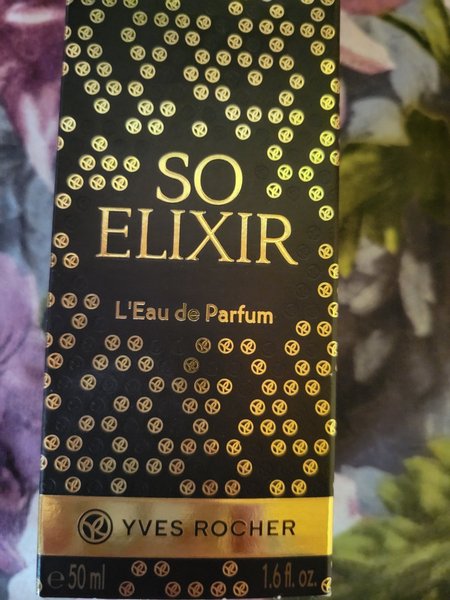 SO
ELIXIR
L'Eau de Parfum
YVES ROCHER
℮ 50 ml 1.6 fl. oz.